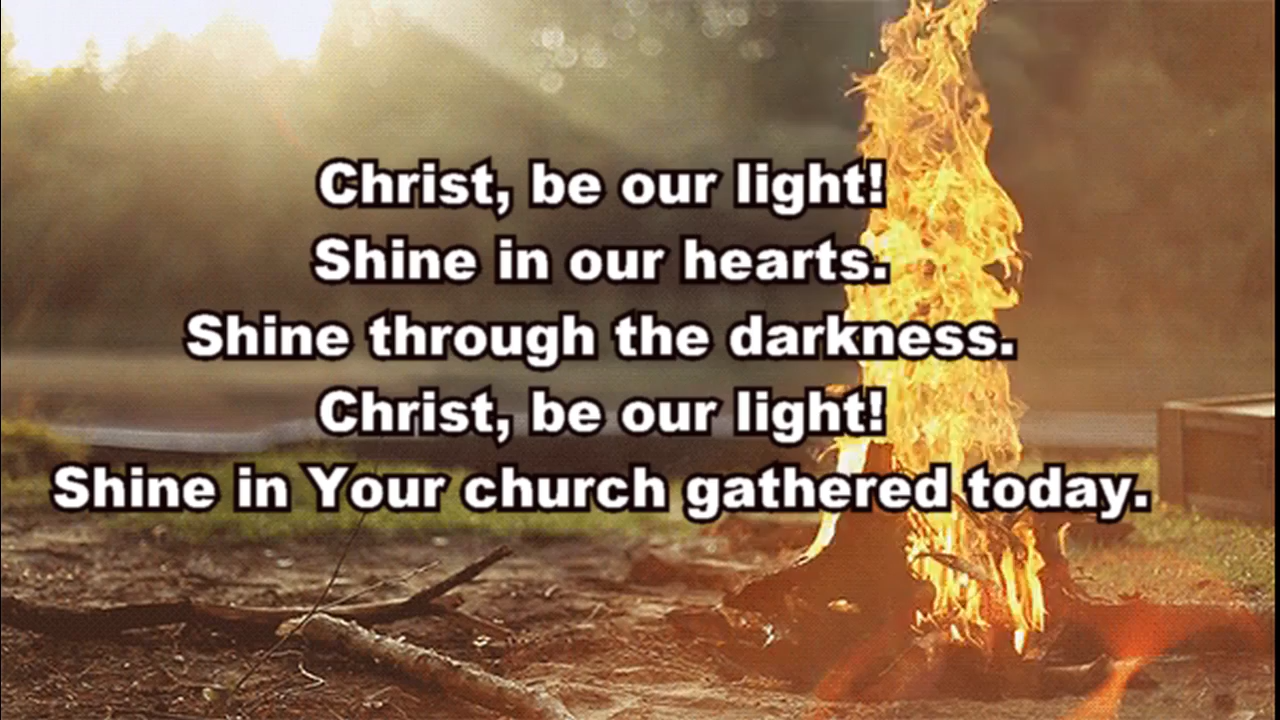 Christ, be our light!
Shine in our hearts.
Shine through the darkness.
Christ, be our light!
Shine in Your church gathered today.